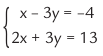 x – 3y = –4
2x + 3y = 13